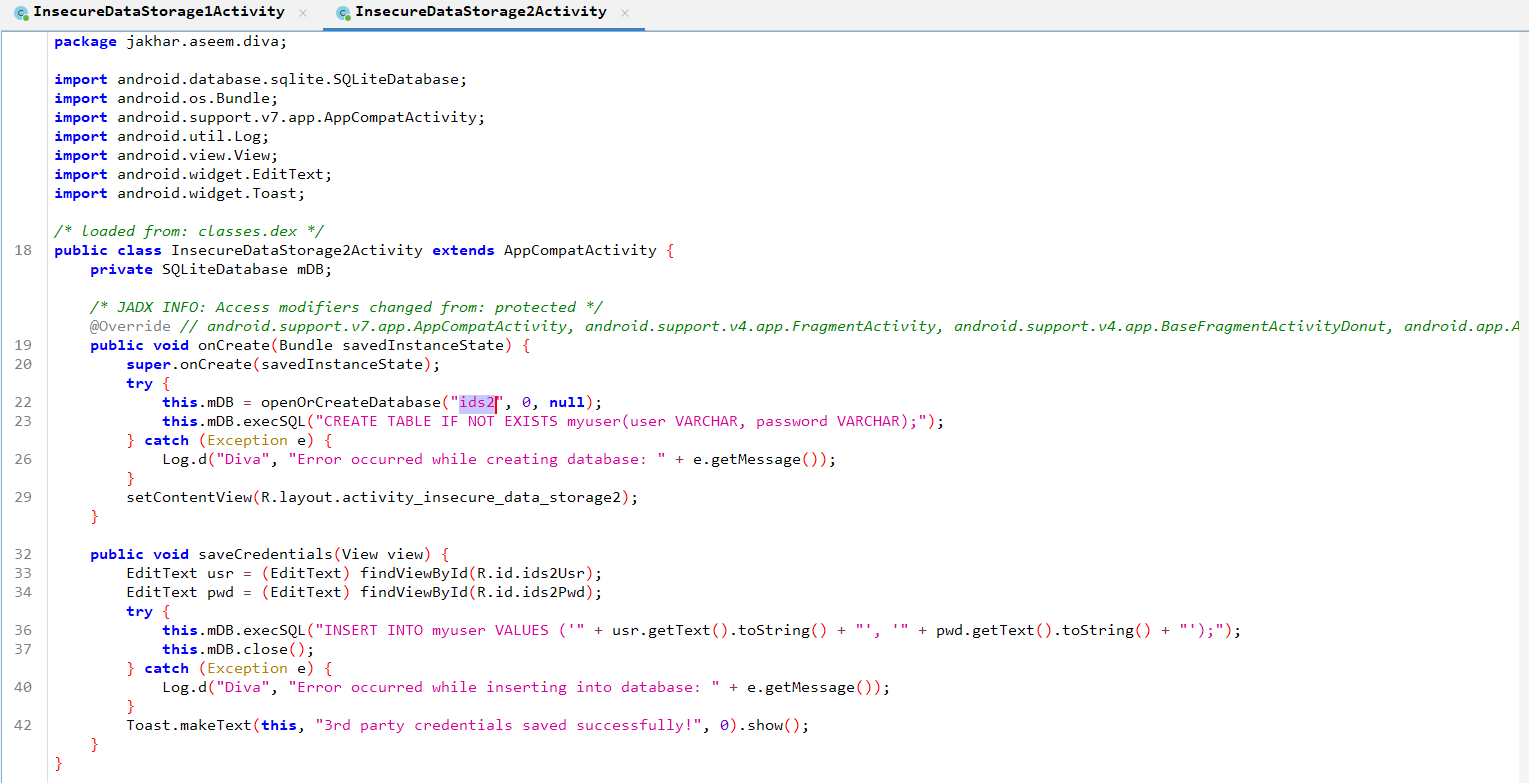 InsecureDataStorage1Activity × InsecureDataStorage2Activity ×
package jakhar.aseem.diva;
import android.database.sqlite.SQLiteDatabase;
import android.os.Bundle;
import android.support.v7.app.AppCompatActivity;
import android.util.Log;
import android.view.View;
import android.widget.EditText;
import android.widget.Toast;
/* loaded from: classes.dex */
18 public class InsecureDataStorage2Activity extends AppCompatActivity {
private SQLiteDatabase mDB;
/* JADX INFO: Access modifiers changed from: protected */
@Override // android.support.v7.app.AppCompatActivity, android.support.v4.app.FragmentActivity, android.support.v4.app.BaseFragmentActivityDonut, android.app.A
19 public void onCreate(Bundle savedInstanceState) {
20 super.onCreate(savedInstanceState);
try {
22 this.mDB = openOrCreateDatabase("ids2", 0, null);
23 this.mDB.execSQL("CREATE TABLE IF NOT EXISTS myuser(user VARCHAR, password VARCHAR);");
} catch (Exception e) {
26 Log.d("Diva", "Error occurred while creating database: " + e.getMessage());
}
29 setContentView(R.layout.activity_insecure_data_storage2);
}
32 public void saveCredentials(View view) {
33 EditText usr = (EditText) findViewById(R.id.ids2Usr);
34 EditText pwd = (EditText) findViewById(R.id.ids2Pwd);
try {
36 this.mDB.execSQL("INSERT INTO myuser VALUES ('" + usr.getText().toString() + "', '" + pwd.getText().toString() + "');");
37 this.mDB.close();
} catch (Exception e) {
40 Log.d("Diva", "Error occurred while inserting into database: " + e.getMessage());
}
42 Toast.makeText(this, "3rd party credentials saved successfully!", 0).show();
}
}